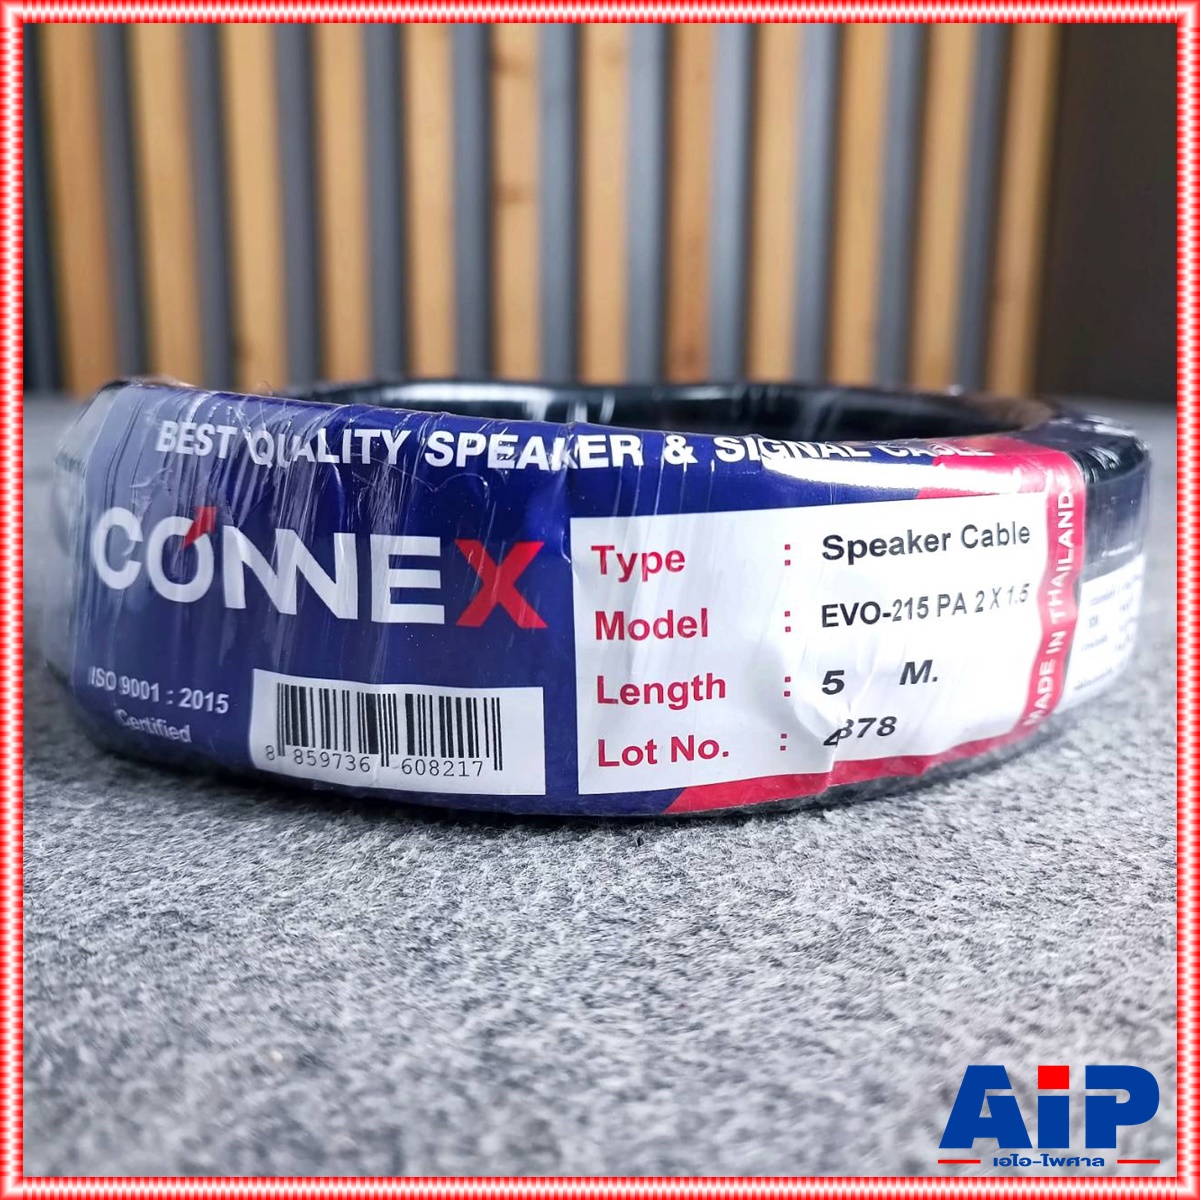 BEST QUALITY SPEAKER & SIGNAL CABLE
CONNEX
ISO 9001 : 2015
Certified
8 859736 608217
Type : Speaker Cable
Model : EVO-215 PA 2 X 1.5
Length : 5 M.
Lot No. : 4878
MADE IN THAILAND
AiP
เอไอ-ไพศาล